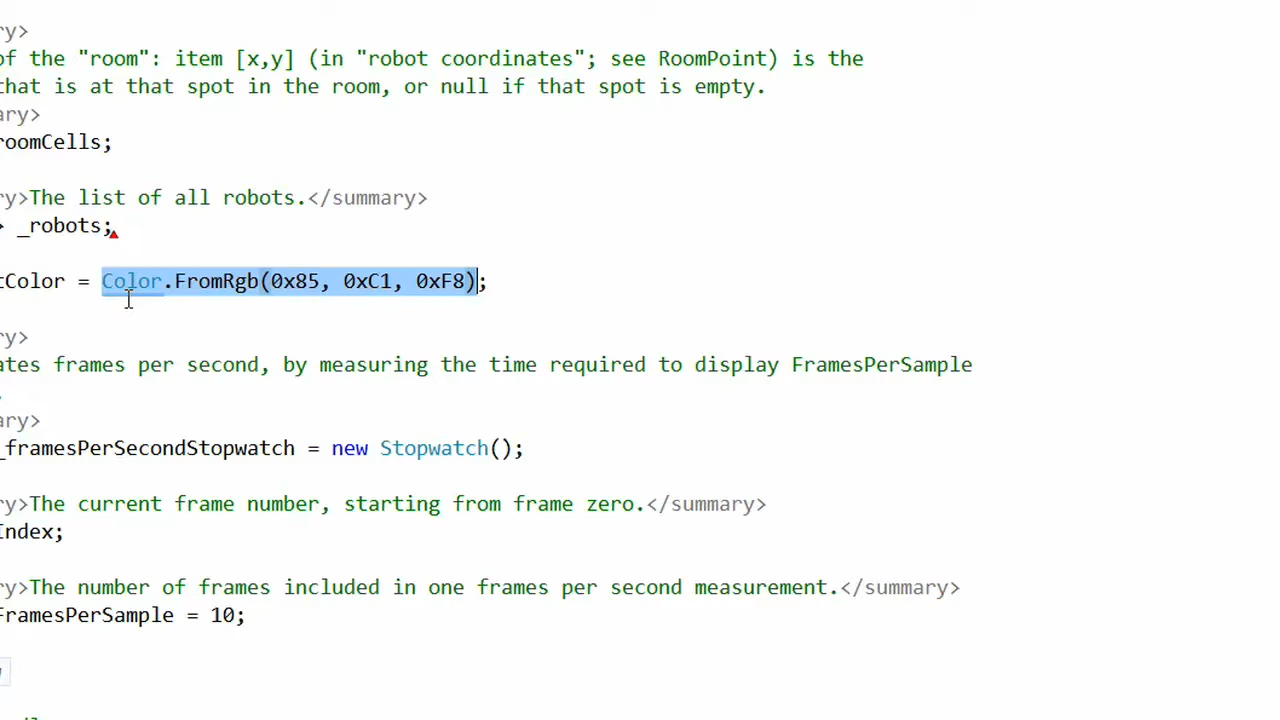 ry>
of the "room": item [x,y] (in "robot coordinates"; see RoomPoint) is the
that is at that spot in the room, or null if that spot is empty.
ary>
roomCells;
ry>The list of all robots.</summary>
> _robots;
tColor = Color.FromRgb(0x85, 0xC1, 0xF8);
ry>
ates frames per second, by measuring the time required to display FramesPerSample
.
ary>
_framesPerSecondStopwatch = new Stopwatch();
ry>The current frame number, starting from frame zero.</summary>
Index;
ry>The number of frames included in one frames per second measurement.</summary>
FramesPerSample = 10;